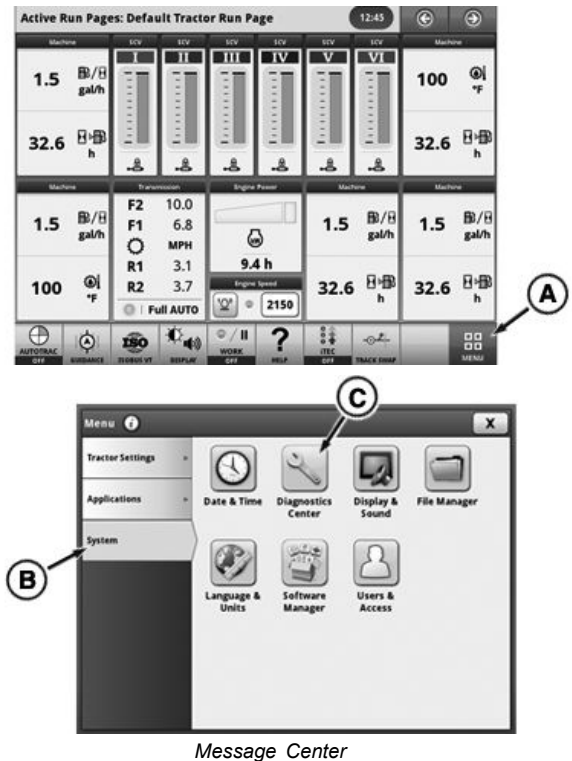 Active Run Pages: Default Tractor Run Page 12:45
Machine SCV SCV SCV SCV SCV SCV Machine
I II III IV V VI
1.5 gal/h 100 °F
32.6 h 32.6 h
Machine Transmission Engine Power Machine Machine
F2 10.0
1.5 gal/h F1 6.8 1.5 gal/h 1.5 gal/h
MPH
R1 3.1 9.4 h
100 °F R2 3.7 Engine Speed 32.6 h 32.6 h
Full AUTO 2150
A
AUTOTRAC GUIDANCE ISO ISOBUS VT DISPLAY WORK ? HELP iTEC TRACK SWAP MENU
OFF OFF OFF
C
Menu i X
Tractor Settings
Applications
System
Date & Time Diagnostics Center Display & Sound File Manager
B
Language & Units Software Manager Users & Access
Message Center